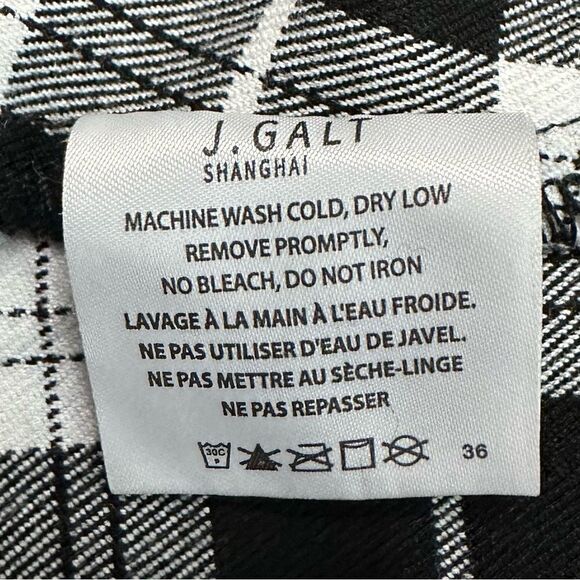 J.GALT
SHANGHAI
MACHINE WASH COLD, DRY LOW
REMOVE PROMPTLY,
NO BLEACH, DO NOT IRON
LAVAGE À LA MAIN À L'EAU FROIDE.
NE PAS UTILISER D'EAU DE JAVEL.
NE PAS METTRE AU SÈCHE-LINGE
NE PAS REPASSER
30C P 36